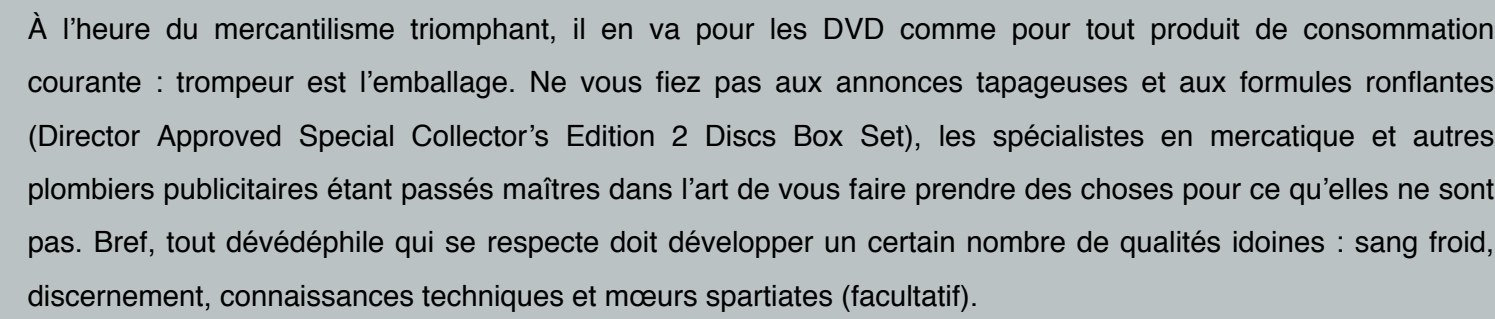 À l'heure du mercantilisme triomphant, il en va pour les DVD comme pour tout produit de consommation
courante : trompeur est l'emballage. Ne vous fiez pas aux annonces tapageuses et aux formules ronflantes
(Director Approved Special Collector's Edition 2 Discs Box Set), les spécialistes en mercatique et autres
plombiers publicitaires étant passés maîtres dans l'art de vous faire prendre des choses pour ce qu'elles ne sont
pas. Bref, tout dévédéphile qui se respecte doit développer un certain nombre de qualités idoines : sang froid,
discernement, connaissances techniques et mœurs spartiates (facultatif).